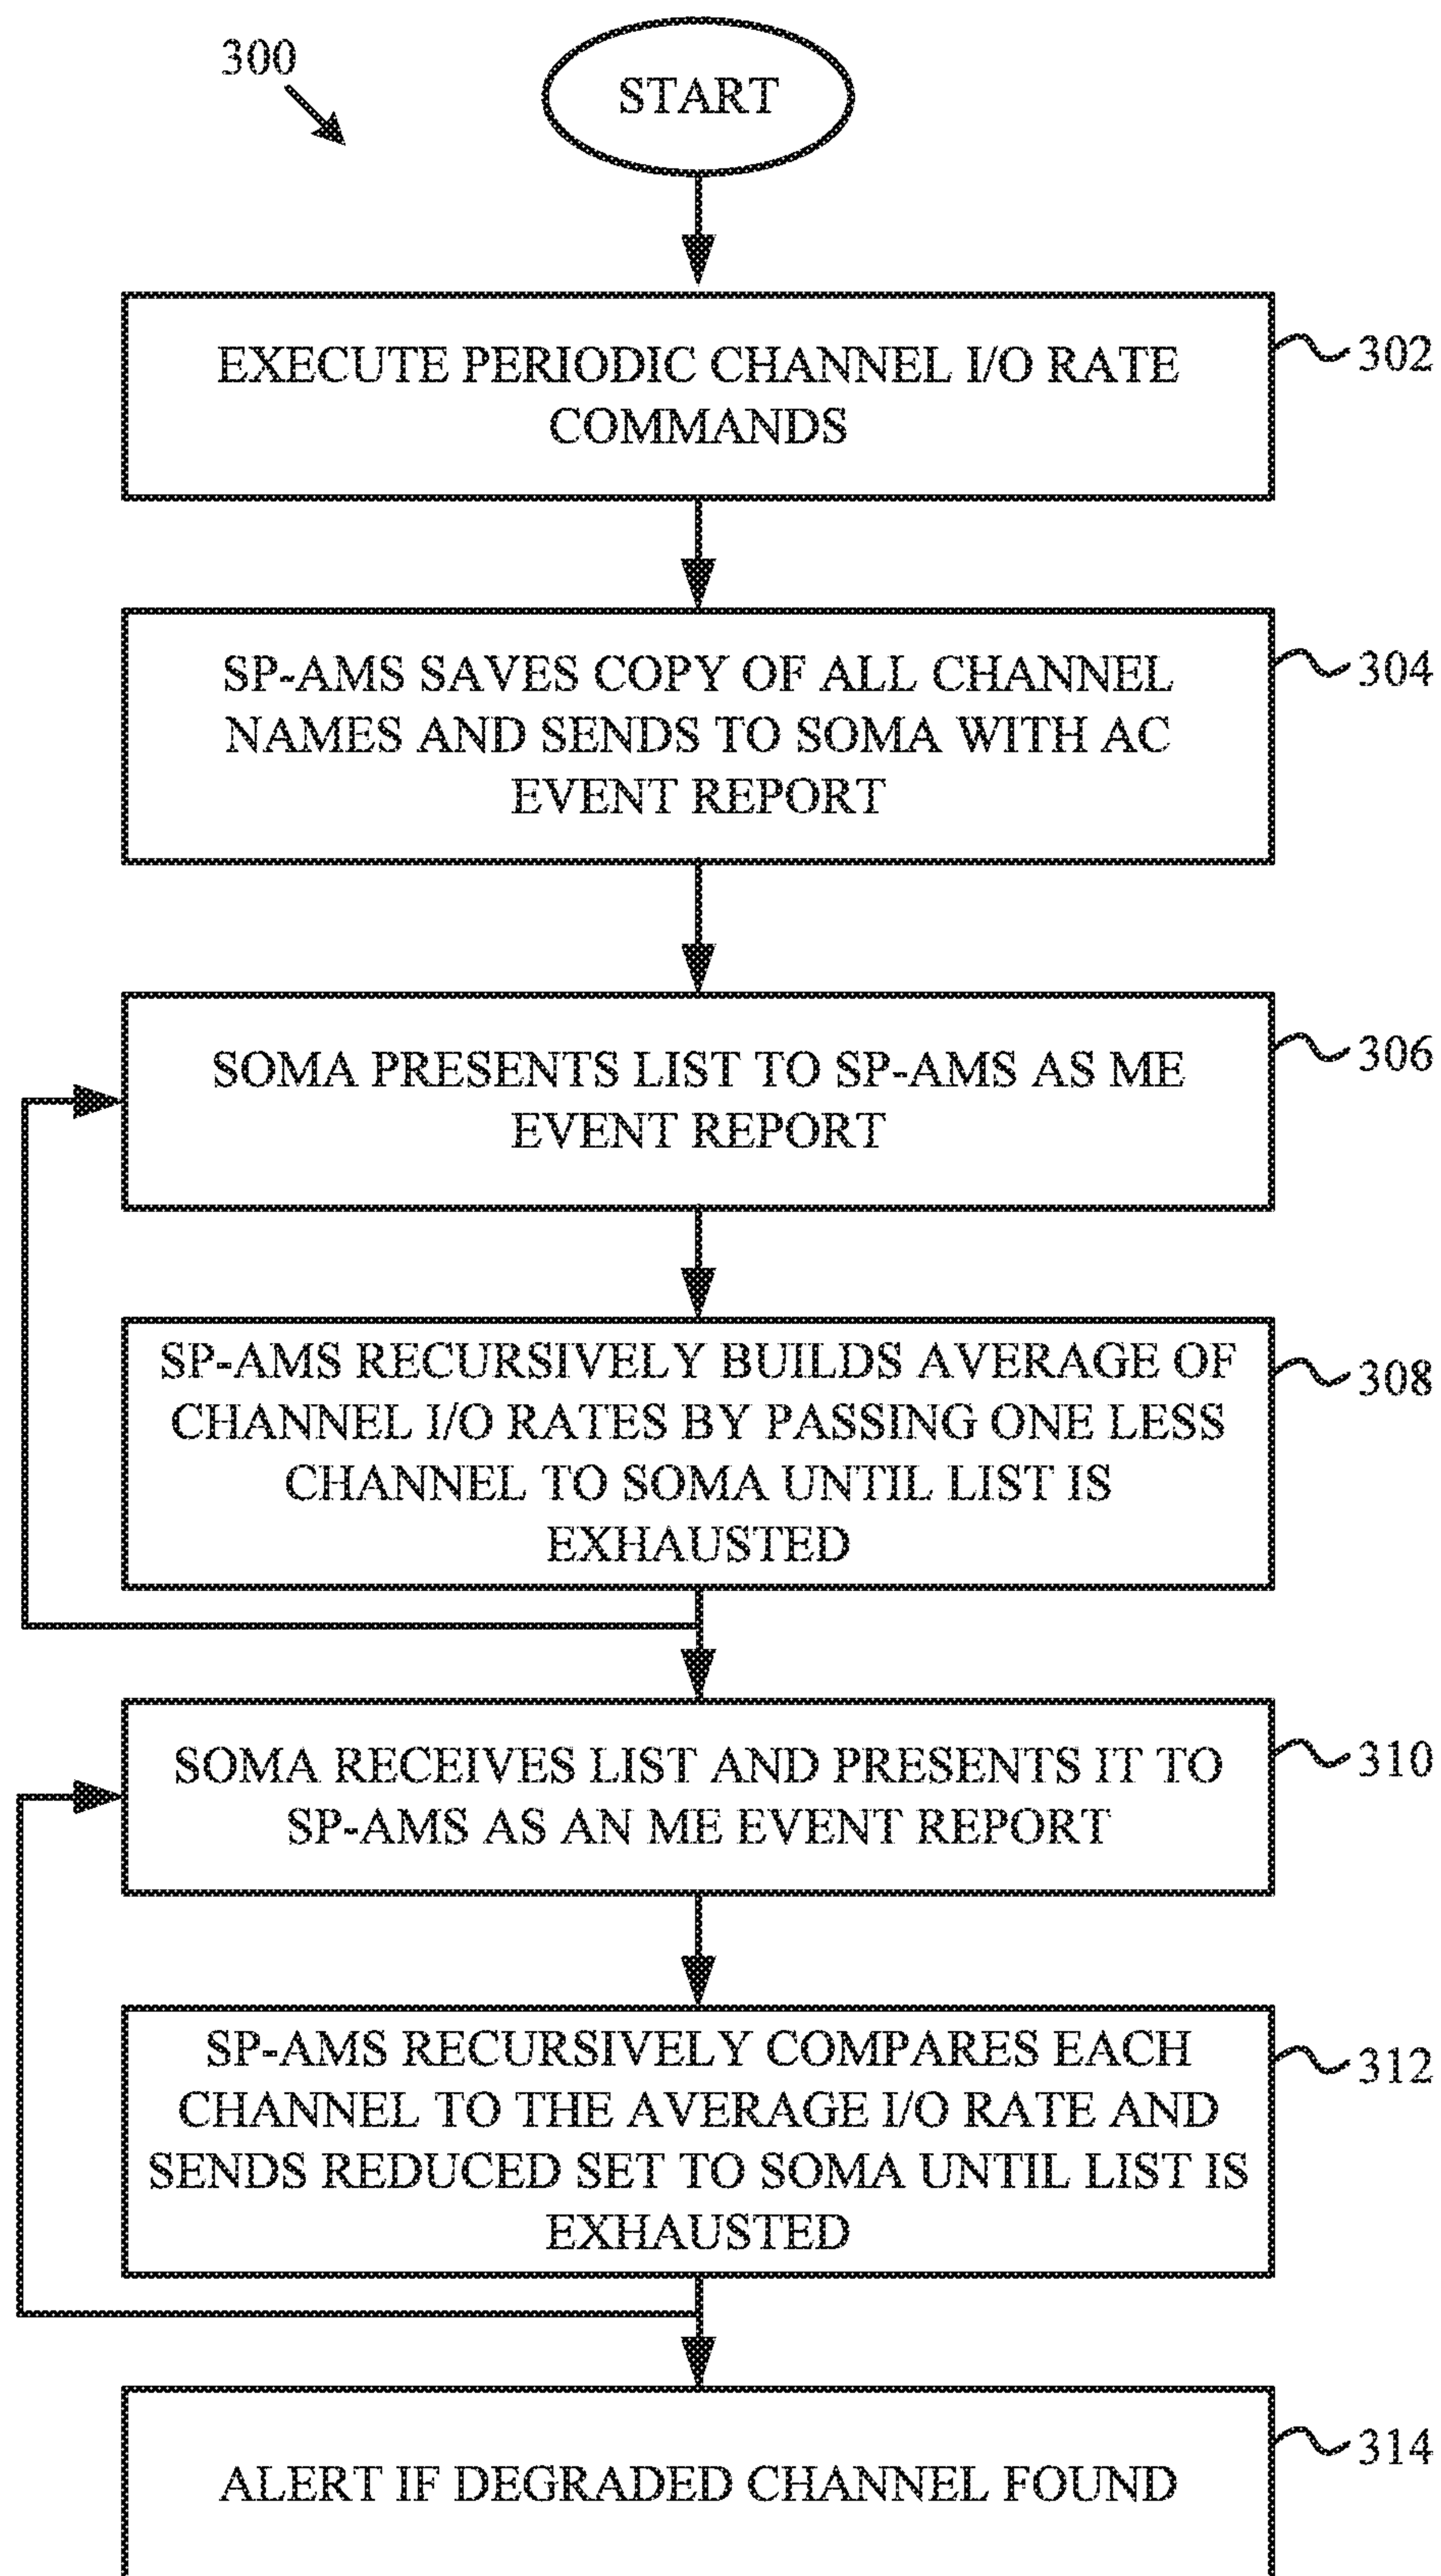 300
START
EXECUTE PERIODIC CHANNEL I/O RATE
COMMANDS
302
SP-AMS SAVES COPY OF ALL CHANNEL
NAMES AND SENDS TO SOMA WITH AC
EVENT REPORT
304
SOMA PRESENTS LIST TO SP-AMS AS ME
EVENT REPORT
306
SP-AMS RECURSIVELY BUILDS AVERAGE OF
CHANNEL I/O RATES BY PASSING ONE LESS
CHANNEL TO SOMA UNTIL LIST IS
EXHAUSTED
308
SOMA RECEIVES LIST AND PRESENTS IT TO
SP-AMS AS AN ME EVENT REPORT
310
SP-AMS RECURSIVELY COMPARES EACH
CHANNEL TO THE AVERAGE I/O RATE AND
SENDS REDUCED SET TO SOMA UNTIL LIST IS
EXHAUSTED
312
ALERT IF DEGRADED CHANNEL FOUND
314